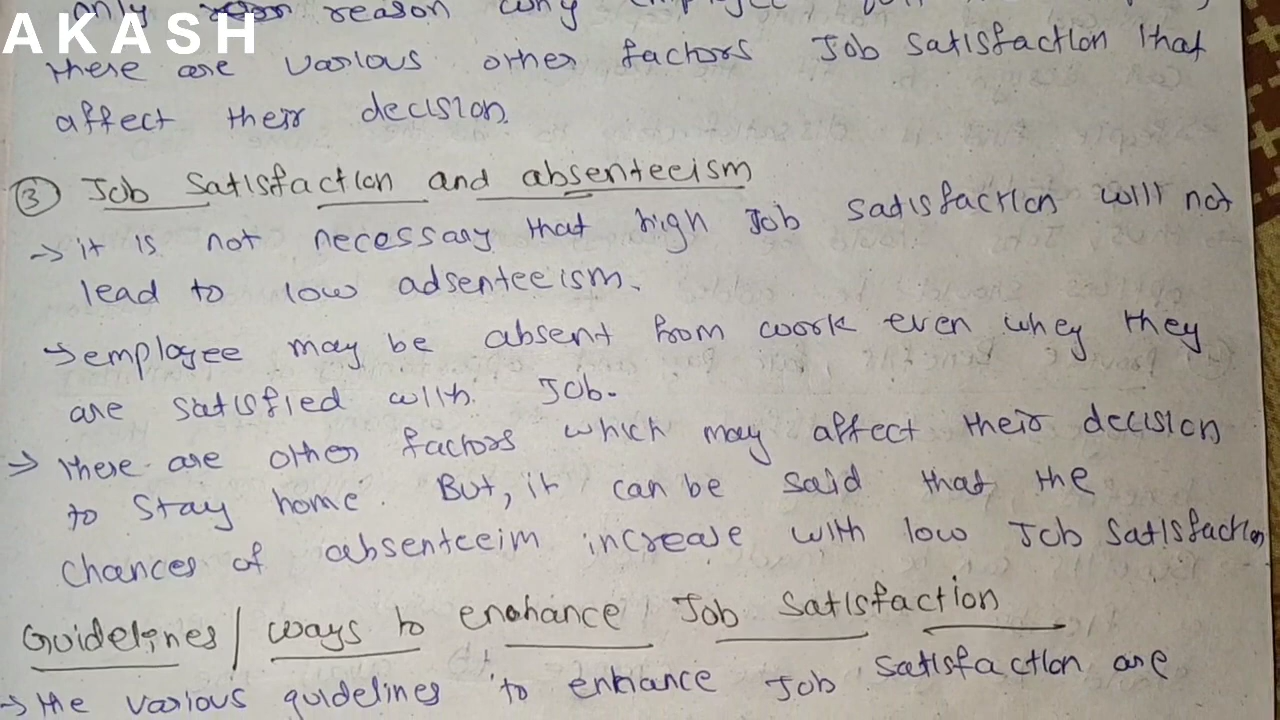 only reason why
AKASH
there are various other factors Job satisfaction that
affect their decision.
③ Job Satisfaction and absenteeism
→ it is not necessary that high Job satisfaction will not
lead to low adsenteeism.
→ employee may be absent from work even whey they
are satisfied with Job.
⇒ there are other factors which may affect their decision
to stay home. But, it can be said that the
chances of absenteeim increase with low Job Satisfaction
Guidelines/ ways to enahance Job Satisfaction
→ the various guidelines to enhance Job satisfaction are